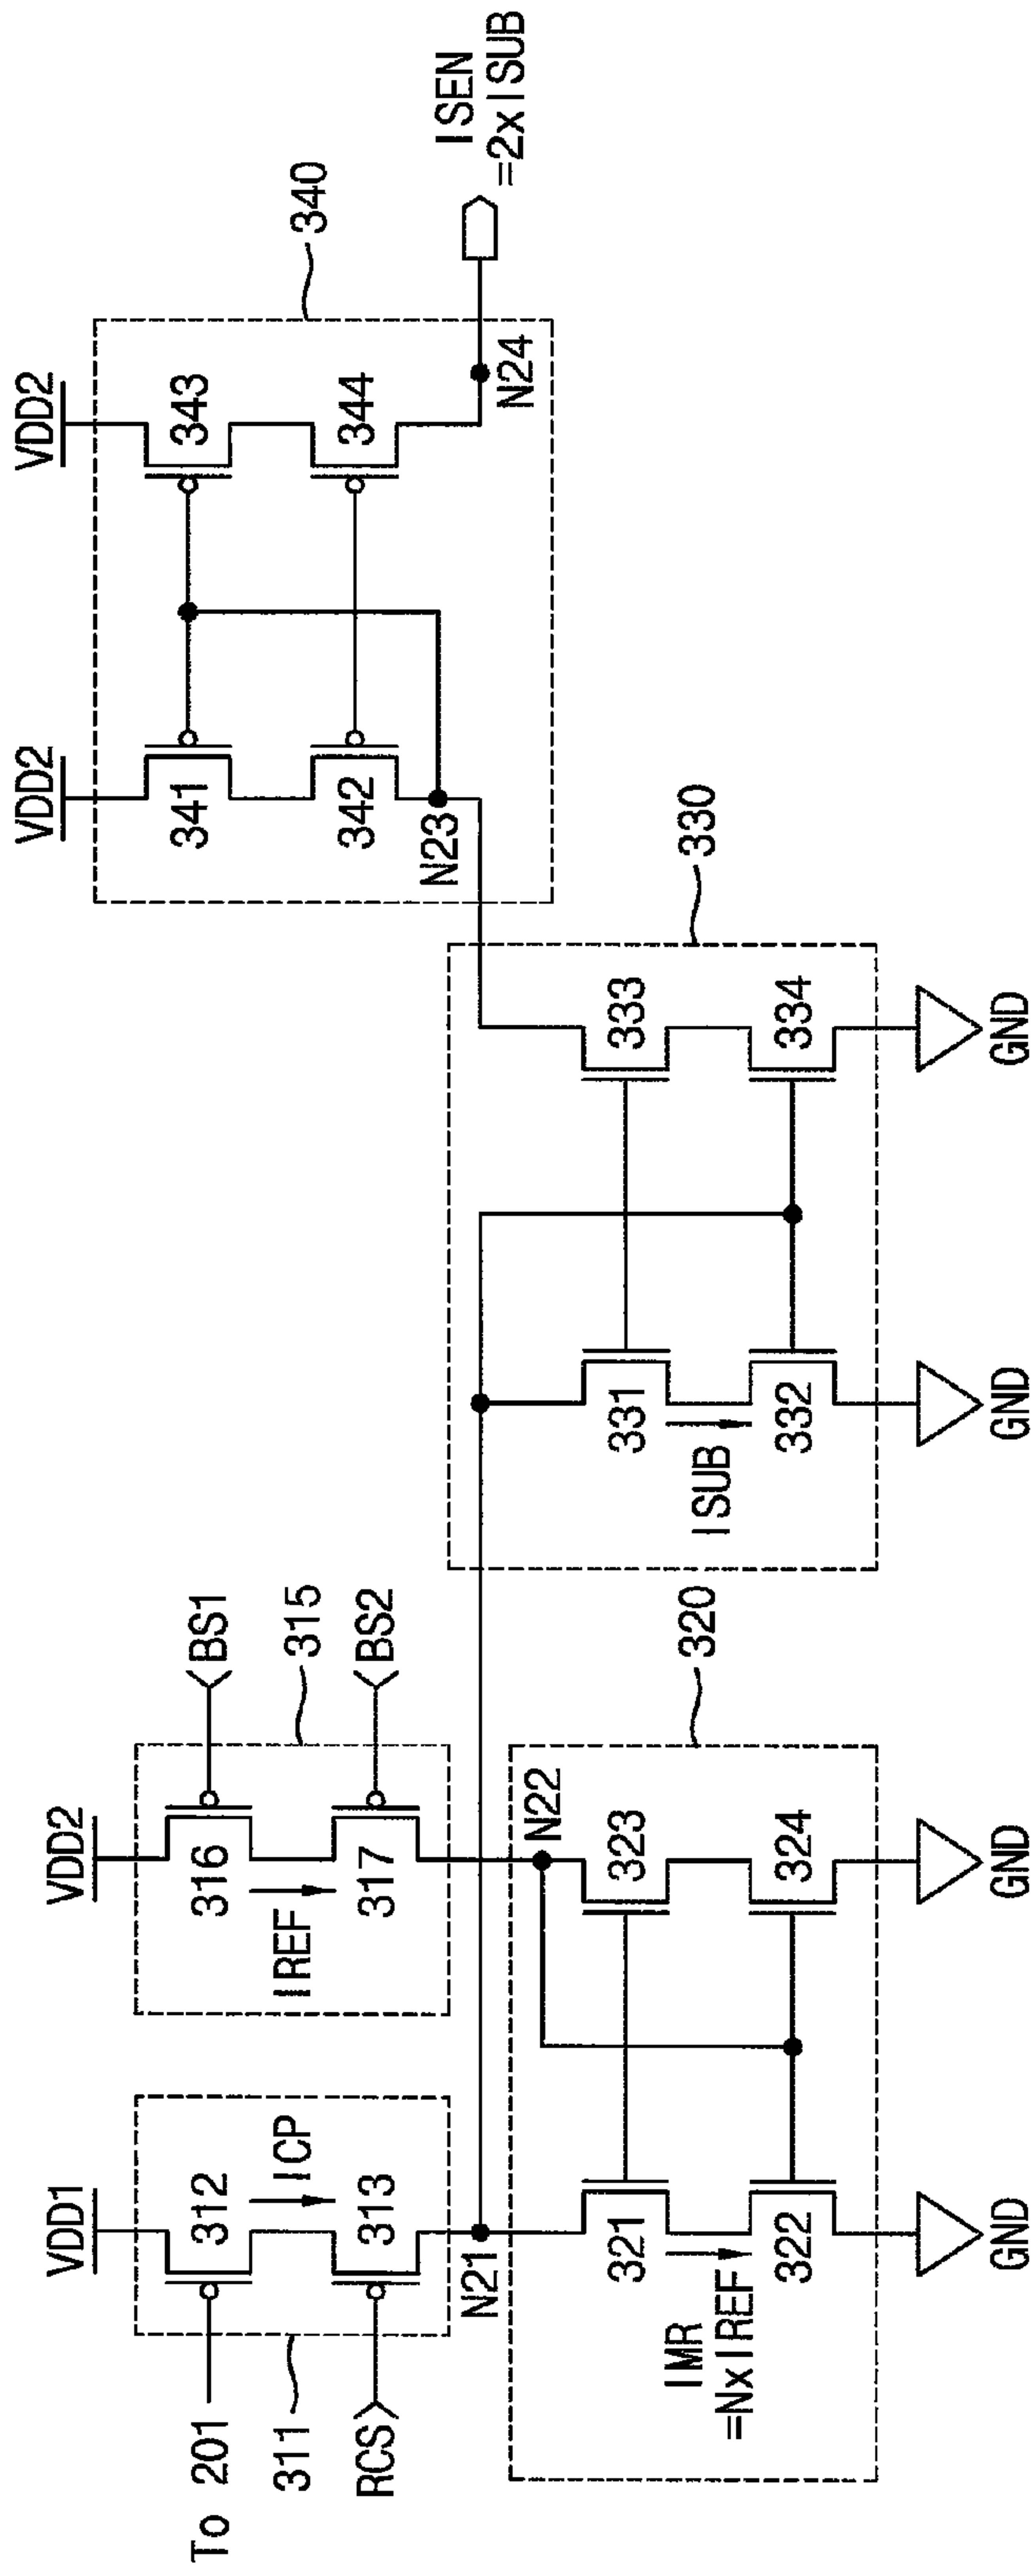 VDD1
VDD2
VDD2
VDD2
To 201
312
ICP
316
BS1
341
343
340
311
313
IREF
315
RCS
317
BS2
342
344
N21
N22
N23
N24
ISEN
=2xISUB
321
323
331
333
IMR
=NxIREF
320
ISUB
330
322
324
332
334
GND
GND
GND
GND